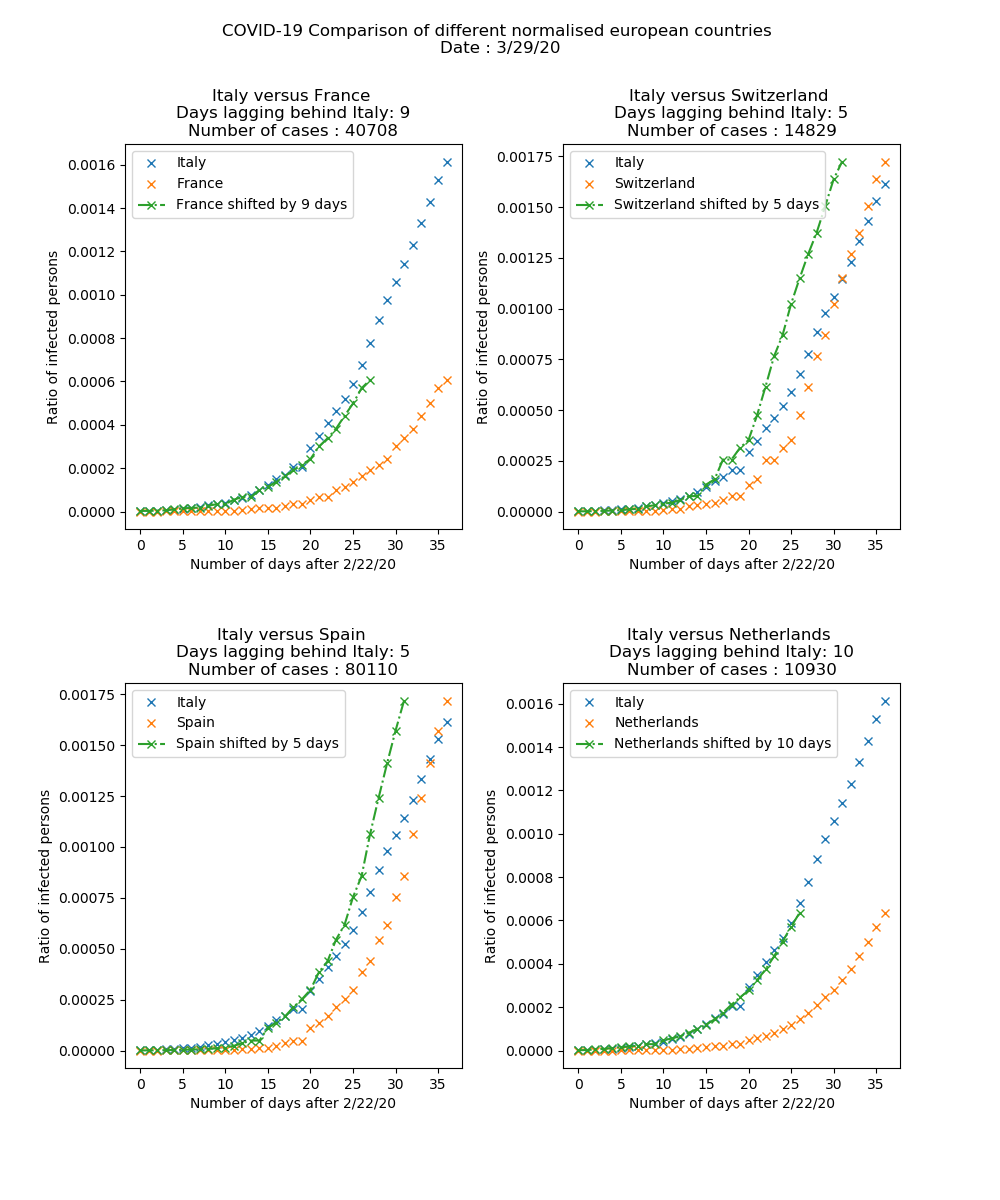 COVID-19 Comparison of different normalised european countries
Date : 3/29/20
Italy versus France
Days lagging behind Italy: 9
Number of cases : 40708
Italy
France
France shifted by 9 days
0.0016
0.0014
0.0012
0.0010
0.0008
0.0006
0.0004
0.0002
0.0000
Ratio of infected persons
0 5 10 15 20 25 30 35
Number of days after 2/22/20
Italy versus Switzerland
Days lagging behind Italy: 5
Number of cases : 14829
Italy
Switzerland
Switzerland shifted by 5 days
0.00175
0.00150
0.00125
0.00100
0.00075
0.00050
0.00025
0.00000
Ratio of infected persons
0 5 10 15 20 25 30 35
Number of days after 2/22/20
Italy versus Spain
Days lagging behind Italy: 5
Number of cases : 80110
Italy
Spain
Spain shifted by 5 days
0.00175
0.00150
0.00125
0.00100
0.00075
0.00050
0.00025
0.00000
Ratio of infected persons
0 5 10 15 20 25 30 35
Number of days after 2/22/20
Italy versus Netherlands
Days lagging behind Italy: 10
Number of cases : 10930
Italy
Netherlands
Netherlands shifted by 10 days
0.0016
0.0014
0.0012
0.0010
0.0008
0.0006
0.0004
0.0002
0.0000
Ratio of infected persons
0 5 10 15 20 25 30 35
Number of days after 2/22/20